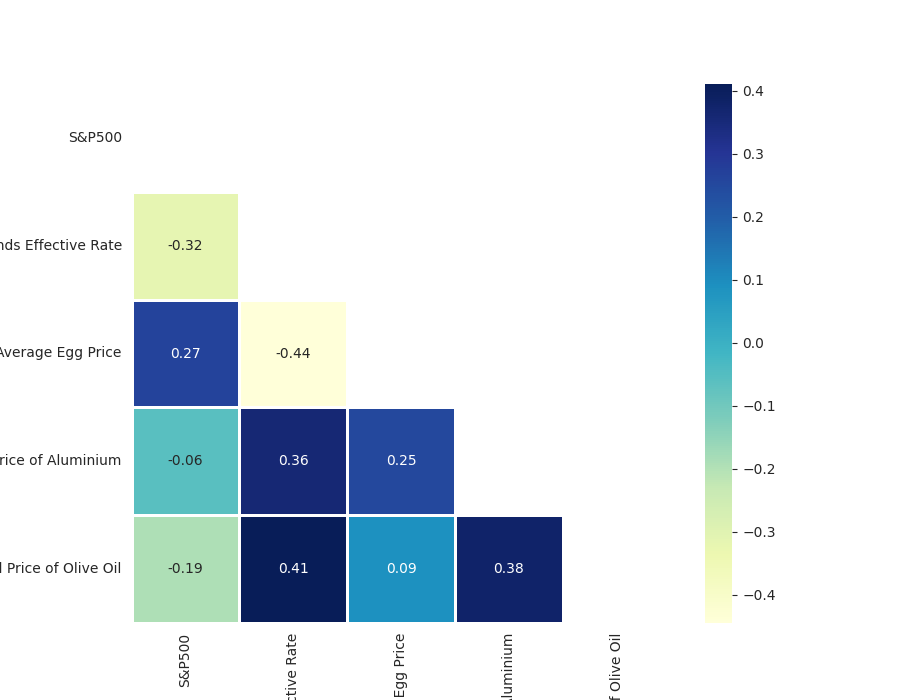 S&P500
nds Effective Rate
Average Egg Price
rice of Aluminium
l Price of Olive Oil
-0.32
0.27 -0.44
-0.06 0.36 0.25
-0.19 0.41 0.09 0.38
S&P500
ctive Rate
Egg Price
luminium
f Olive Oil
0.4
0.3
0.2
0.1
0.0
−0.1
−0.2
−0.3
−0.4